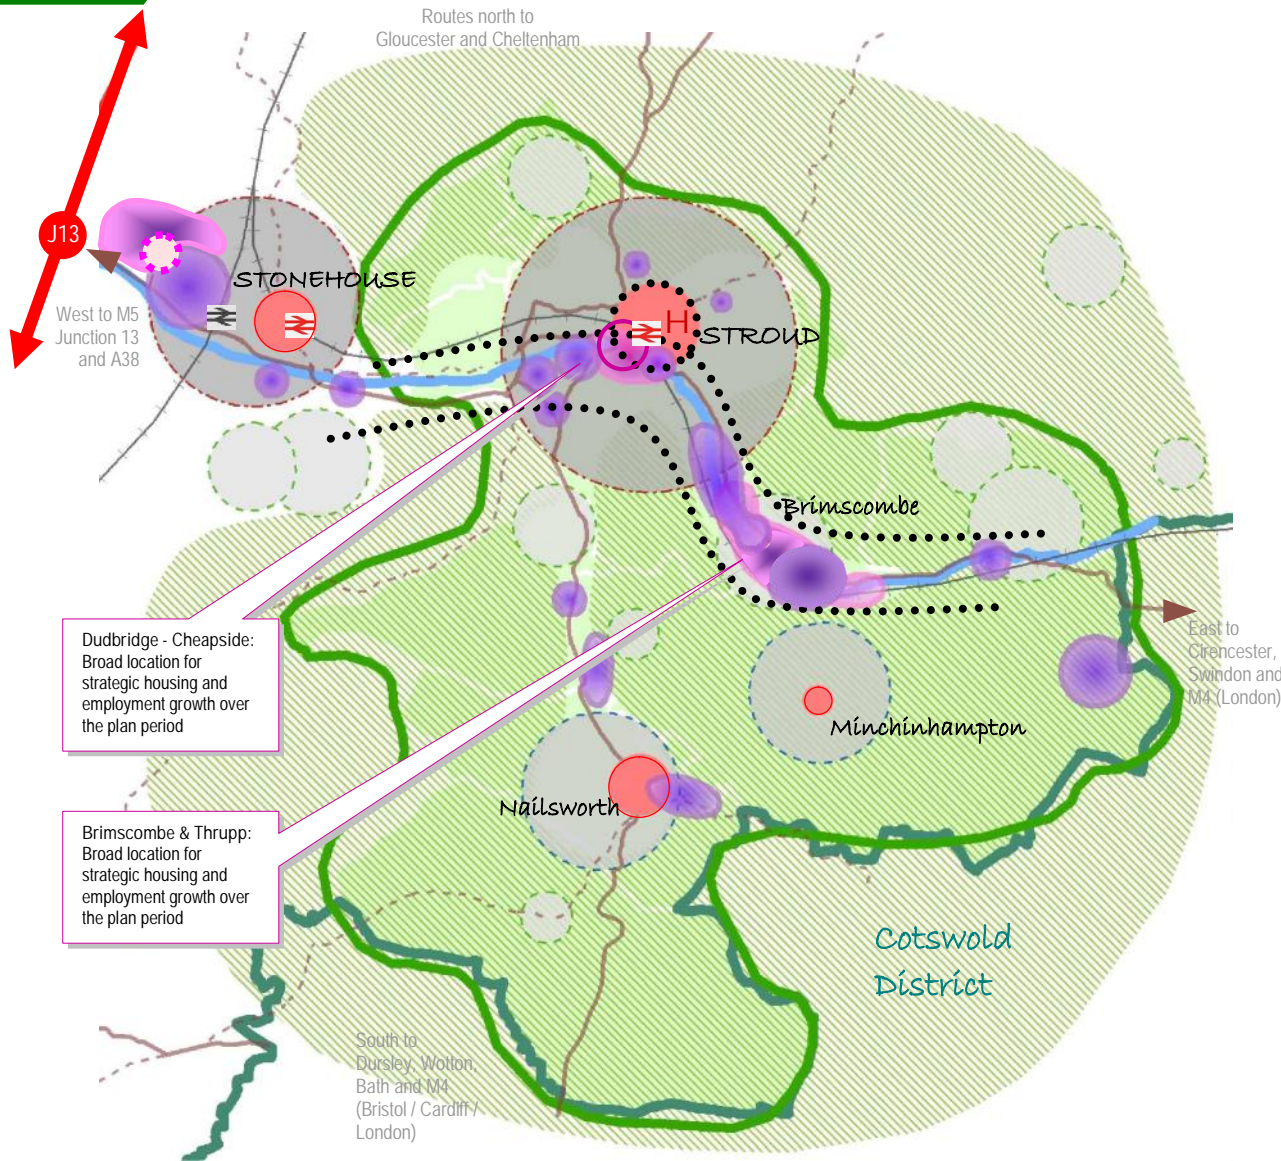 Routes north to
Gloucester and Cheltenham
J13
STONEHOUSE
West to M5
Junction 13
and A38
H
STROUD
Brimscombe
Dudbridge - Cheapside:
Broad location for
strategic housing and
employment growth over
the plan period
East to
Cirencester,
Swindon and
M4 (London)
Minchinhampton
Nailsworth
Brimscombe & Thrupp:
Broad location for
strategic housing and
employment growth over
the plan period
Cotswold
District
South to
Dursley, Wotton,
Bath and M4
(Bristol / Cardiff /
London)